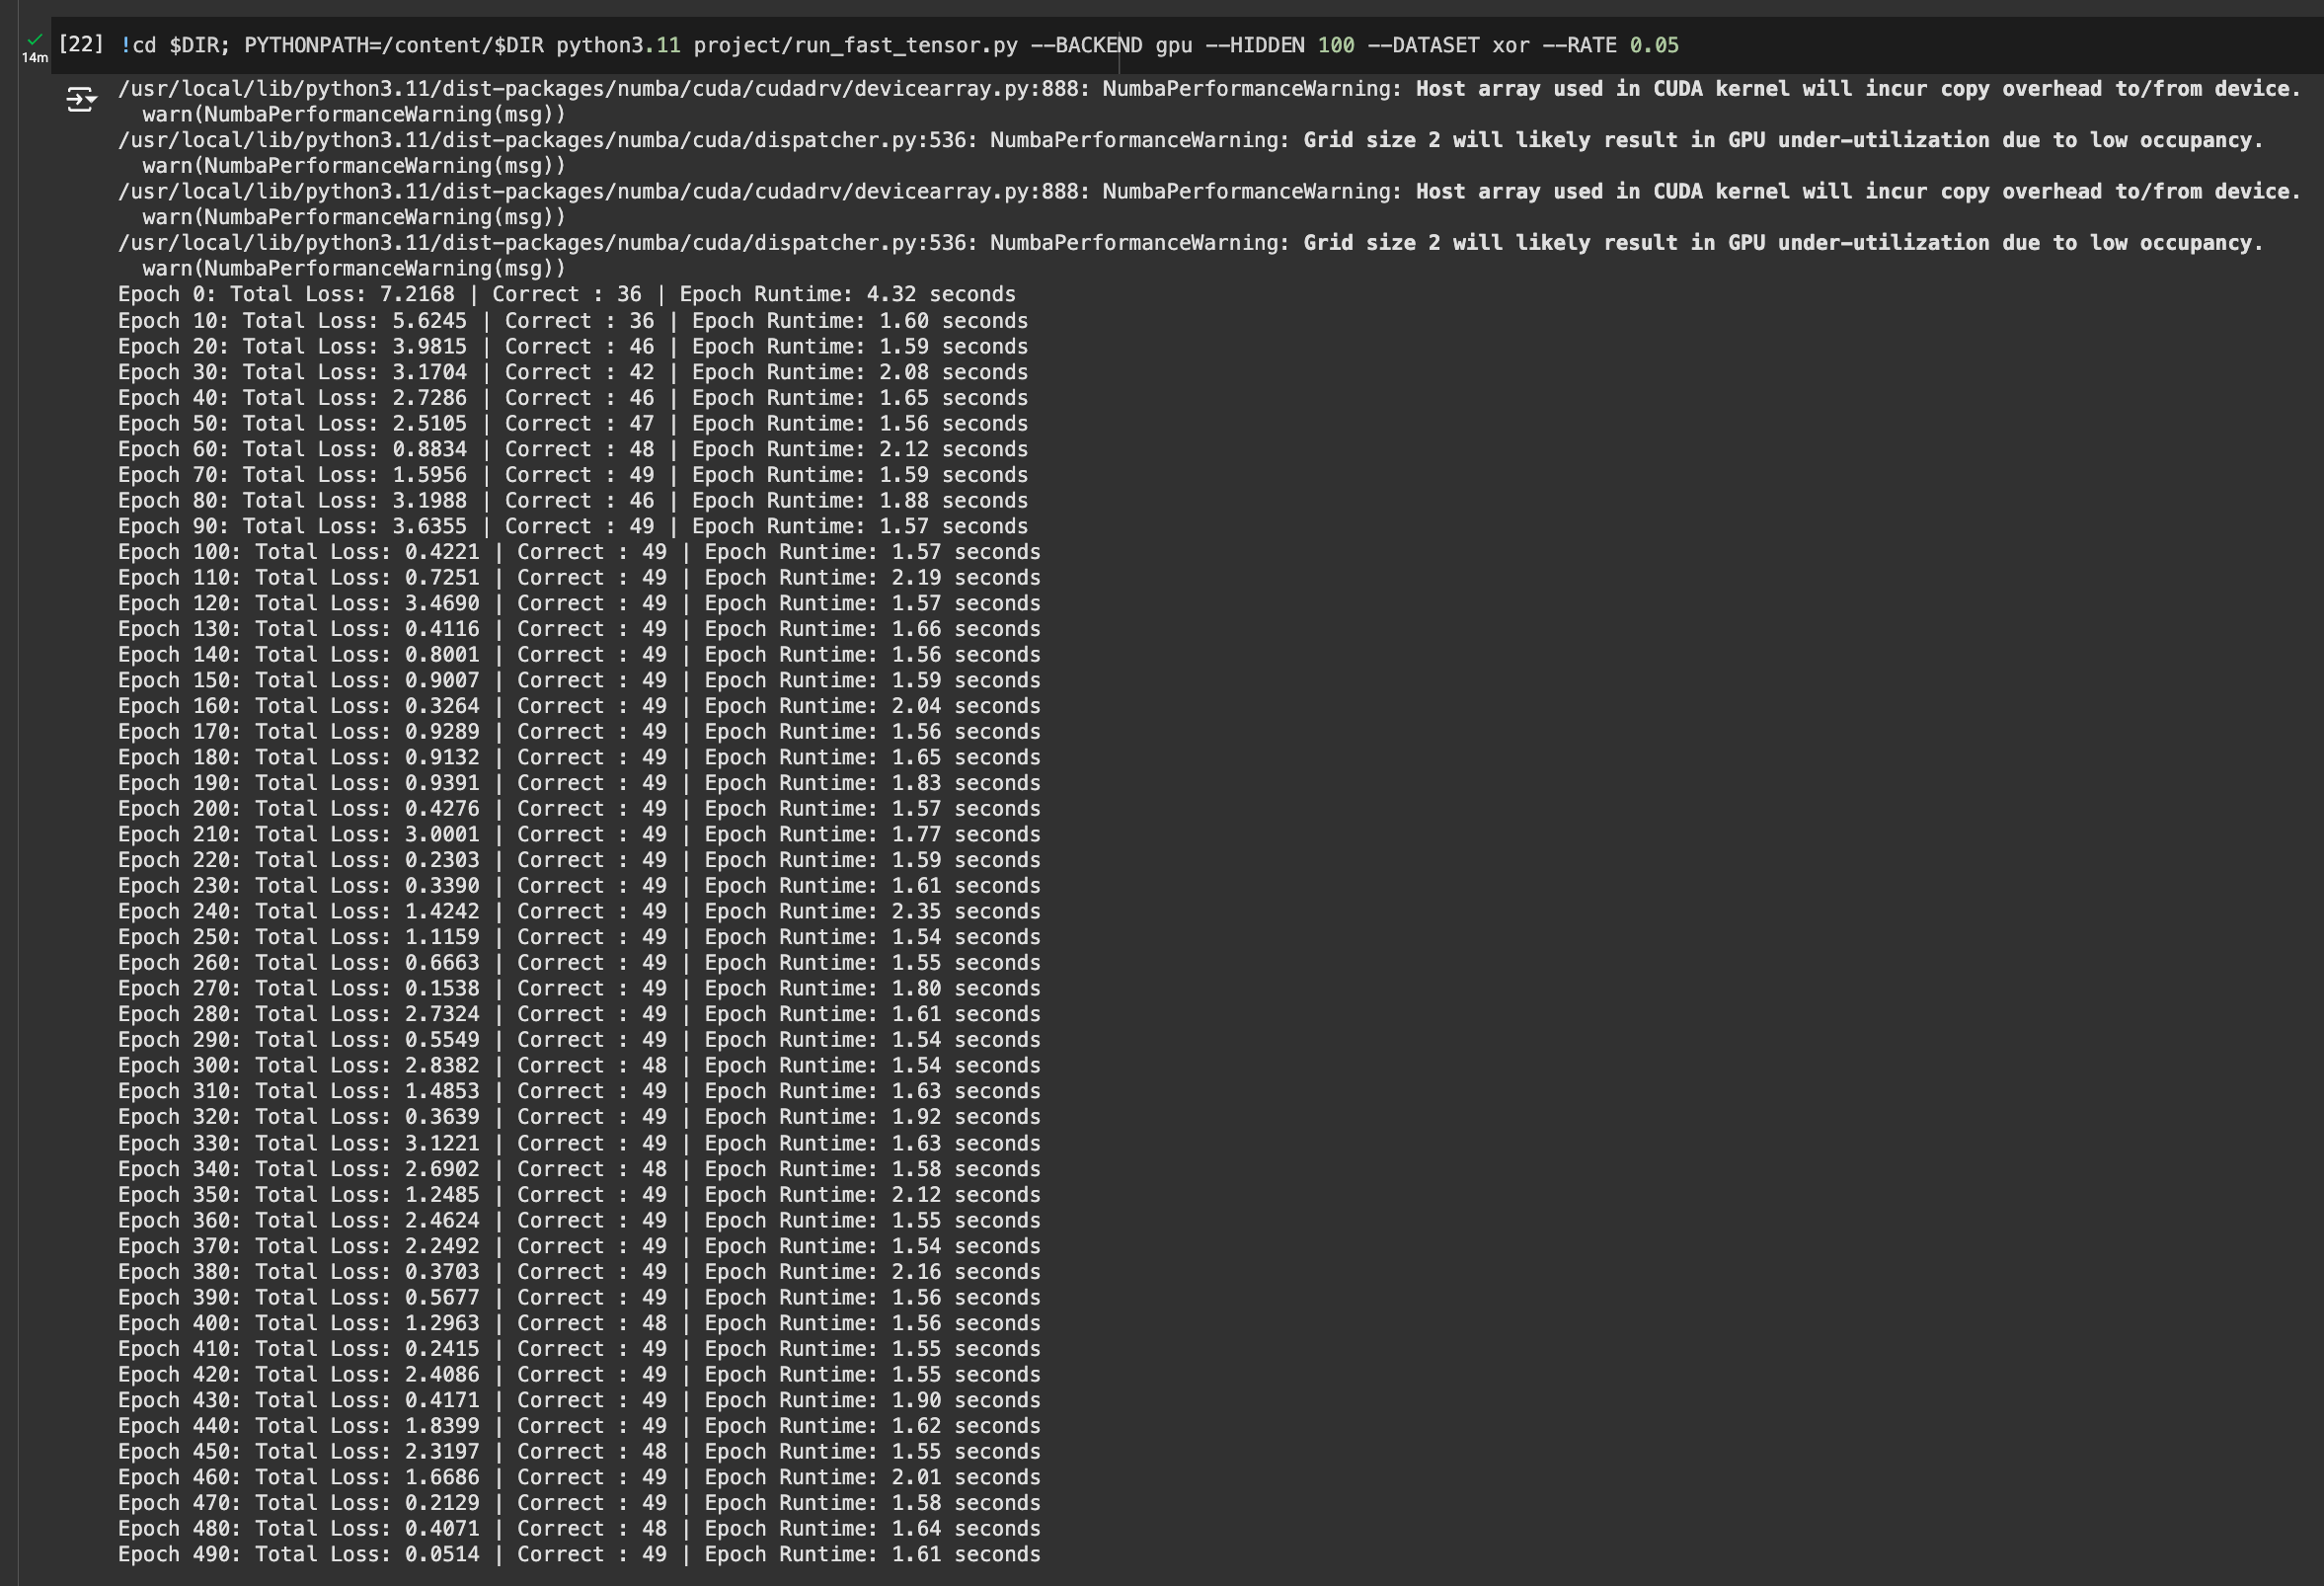 [22] !cd $DIR; PYTHONPATH=/content/$DIR python3.11 project/run_fast_tensor.py --BACKEND gpu --HIDDEN 100 --DATASET xor --RATE 0.05
14m
/usr/local/lib/python3.11/dist-packages/numba/cuda/cudadrv/devicearray.py:888: NumbaPerformanceWarning: Host array used in CUDA kernel will incur copy overhead to/from device.
  warn(NumbaPerformanceWarning(msg))
/usr/local/lib/python3.11/dist-packages/numba/cuda/dispatcher.py:536: NumbaPerformanceWarning: Grid size 2 will likely result in GPU under-utilization due to low occupancy.
  warn(NumbaPerformanceWarning(msg))
/usr/local/lib/python3.11/dist-packages/numba/cuda/cudadrv/devicearray.py:888: NumbaPerformanceWarning: Host array used in CUDA kernel will incur copy overhead to/from device.
  warn(NumbaPerformanceWarning(msg))
/usr/local/lib/python3.11/dist-packages/numba/cuda/dispatcher.py:536: NumbaPerformanceWarning: Grid size 2 will likely result in GPU under-utilization due to low occupancy.
  warn(NumbaPerformanceWarning(msg))
Epoch 0: Total Loss: 7.2168 | Correct : 36 | Epoch Runtime: 4.32 seconds
Epoch 10: Total Loss: 5.6245 | Correct : 36 | Epoch Runtime: 1.60 seconds
Epoch 20: Total Loss: 3.9815 | Correct : 46 | Epoch Runtime: 1.59 seconds
Epoch 30: Total Loss: 3.1704 | Correct : 42 | Epoch Runtime: 2.08 seconds
Epoch 40: Total Loss: 2.7286 | Correct : 46 | Epoch Runtime: 1.65 seconds
Epoch 50: Total Loss: 2.5105 | Correct : 47 | Epoch Runtime: 1.56 seconds
Epoch 60: Total Loss: 0.8834 | Correct : 48 | Epoch Runtime: 2.12 seconds
Epoch 70: Total Loss: 1.5956 | Correct : 49 | Epoch Runtime: 1.59 seconds
Epoch 80: Total Loss: 3.1988 | Correct : 46 | Epoch Runtime: 1.88 seconds
Epoch 90: Total Loss: 3.6355 | Correct : 49 | Epoch Runtime: 1.57 seconds
Epoch 100: Total Loss: 0.4221 | Correct : 49 | Epoch Runtime: 1.57 seconds
Epoch 110: Total Loss: 0.7251 | Correct : 49 | Epoch Runtime: 2.19 seconds
Epoch 120: Total Loss: 3.4690 | Correct : 49 | Epoch Runtime: 1.57 seconds
Epoch 130: Total Loss: 0.4116 | Correct : 49 | Epoch Runtime: 1.66 seconds
Epoch 140: Total Loss: 0.8001 | Correct : 49 | Epoch Runtime: 1.56 seconds
Epoch 150: Total Loss: 0.9007 | Correct : 49 | Epoch Runtime: 1.59 seconds
Epoch 160: Total Loss: 0.3264 | Correct : 49 | Epoch Runtime: 2.04 seconds
Epoch 170: Total Loss: 0.9289 | Correct : 49 | Epoch Runtime: 1.56 seconds
Epoch 180: Total Loss: 0.9132 | Correct : 49 | Epoch Runtime: 1.65 seconds
Epoch 190: Total Loss: 0.9391 | Correct : 49 | Epoch Runtime: 1.83 seconds
Epoch 200: Total Loss: 0.4276 | Correct : 49 | Epoch Runtime: 1.57 seconds
Epoch 210: Total Loss: 3.0001 | Correct : 49 | Epoch Runtime: 1.77 seconds
Epoch 220: Total Loss: 0.2303 | Correct : 49 | Epoch Runtime: 1.59 seconds
Epoch 230: Total Loss: 0.3390 | Correct : 49 | Epoch Runtime: 1.61 seconds
Epoch 240: Total Loss: 1.4242 | Correct : 49 | Epoch Runtime: 2.35 seconds
Epoch 250: Total Loss: 1.1159 | Correct : 49 | Epoch Runtime: 1.54 seconds
Epoch 260: Total Loss: 0.6663 | Correct : 49 | Epoch Runtime: 1.55 seconds
Epoch 270: Total Loss: 0.1538 | Correct : 49 | Epoch Runtime: 1.80 seconds
Epoch 280: Total Loss: 2.7324 | Correct : 49 | Epoch Runtime: 1.61 seconds
Epoch 290: Total Loss: 0.5549 | Correct : 49 | Epoch Runtime: 1.54 seconds
Epoch 300: Total Loss: 2.8382 | Correct : 48 | Epoch Runtime: 1.54 seconds
Epoch 310: Total Loss: 1.4853 | Correct : 49 | Epoch Runtime: 1.63 seconds
Epoch 320: Total Loss: 0.3639 | Correct : 49 | Epoch Runtime: 1.92 seconds
Epoch 330: Total Loss: 3.1221 | Correct : 49 | Epoch Runtime: 1.63 seconds
Epoch 340: Total Loss: 2.6902 | Correct : 48 | Epoch Runtime: 1.58 seconds
Epoch 350: Total Loss: 1.2485 | Correct : 49 | Epoch Runtime: 2.12 seconds
Epoch 360: Total Loss: 2.4624 | Correct : 49 | Epoch Runtime: 1.55 seconds
Epoch 370: Total Loss: 2.2492 | Correct : 49 | Epoch Runtime: 1.54 seconds
Epoch 380: Total Loss: 0.3703 | Correct : 49 | Epoch Runtime: 2.16 seconds
Epoch 390: Total Loss: 0.5677 | Correct : 49 | Epoch Runtime: 1.56 seconds
Epoch 400: Total Loss: 1.2963 | Correct : 48 | Epoch Runtime: 1.56 seconds
Epoch 410: Total Loss: 0.2415 | Correct : 49 | Epoch Runtime: 1.55 seconds
Epoch 420: Total Loss: 2.4086 | Correct : 49 | Epoch Runtime: 1.55 seconds
Epoch 430: Total Loss: 0.4171 | Correct : 49 | Epoch Runtime: 1.90 seconds
Epoch 440: Total Loss: 1.8399 | Correct : 49 | Epoch Runtime: 1.62 seconds
Epoch 450: Total Loss: 2.3197 | Correct : 48 | Epoch Runtime: 1.55 seconds
Epoch 460: Total Loss: 1.6686 | Correct : 49 | Epoch Runtime: 2.01 seconds
Epoch 470: Total Loss: 0.2129 | Correct : 49 | Epoch Runtime: 1.58 seconds
Epoch 480: Total Loss: 0.4071 | Correct : 48 | Epoch Runtime: 1.64 seconds
Epoch 490: Total Loss: 0.0514 | Correct : 49 | Epoch Runtime: 1.61 seconds